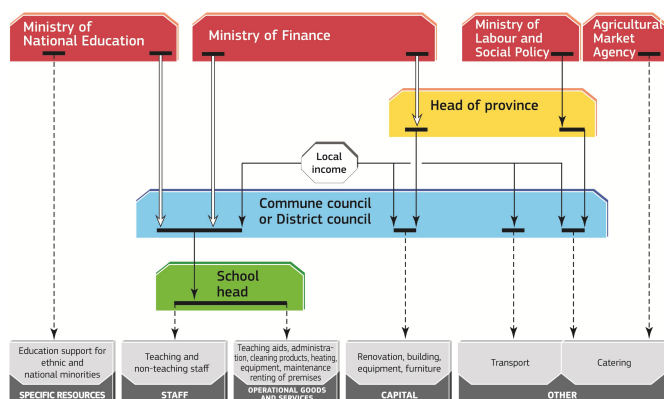 Ministry of
National Education
Ministry of Finance
Ministry of
Labour and
Social Policy
Agricultural
Market
Agency
Head of province
Local
income
Commune council
or District council
School
head
Education support for
ethnic and
national minorities
Teaching and
non-teaching staff
Teaching aids, administra-
tion, cleaning products, heating,
equipment, maintenance
renting of premises
Renovation, building,
equipment, furniture
Transport
Catering
SPECIFIC RESOURCES
STAFF
OPERATIONAL GOODS
AND SERVICES
CAPITAL
OTHER